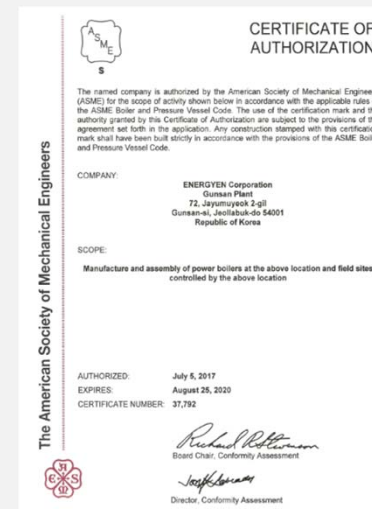 ASME
S
CERTIFICATE OF
AUTHORIZATION
The named company is authorized by the American Society of Mechanical Enginee
(ASME) for the scope of activity shown below in accordance with the applicable rules
the ASME Boiler and Pressure Vessel Code. The use of the certification mark and th
authority granted by this Certificate of Authorization are subject to the provisions of th
agreement set forth in the application. Any construction stamped with this certificatio
mark shall have been built strictly in accordance with the provisions of the ASME Boil
and Pressure Vessel Code.
COMPANY:
ENERGYEN Corporation
Gunsan Plant
72, Jayumuyeok 2-gil
Gunsan-si, Jeollabuk-do 54001
Republic of Korea
SCOPE:
Manufacture and assembly of power boilers at the above location and field sites
controlled by the above location
AUTHORIZED: July 5, 2017
EXPIRES: August 25, 2020
CERTIFICATE NUMBER: 37,792
Board Chair, Conformity Assessment
Director, Conformity Assessment
The American Society of Mechanical Engineers